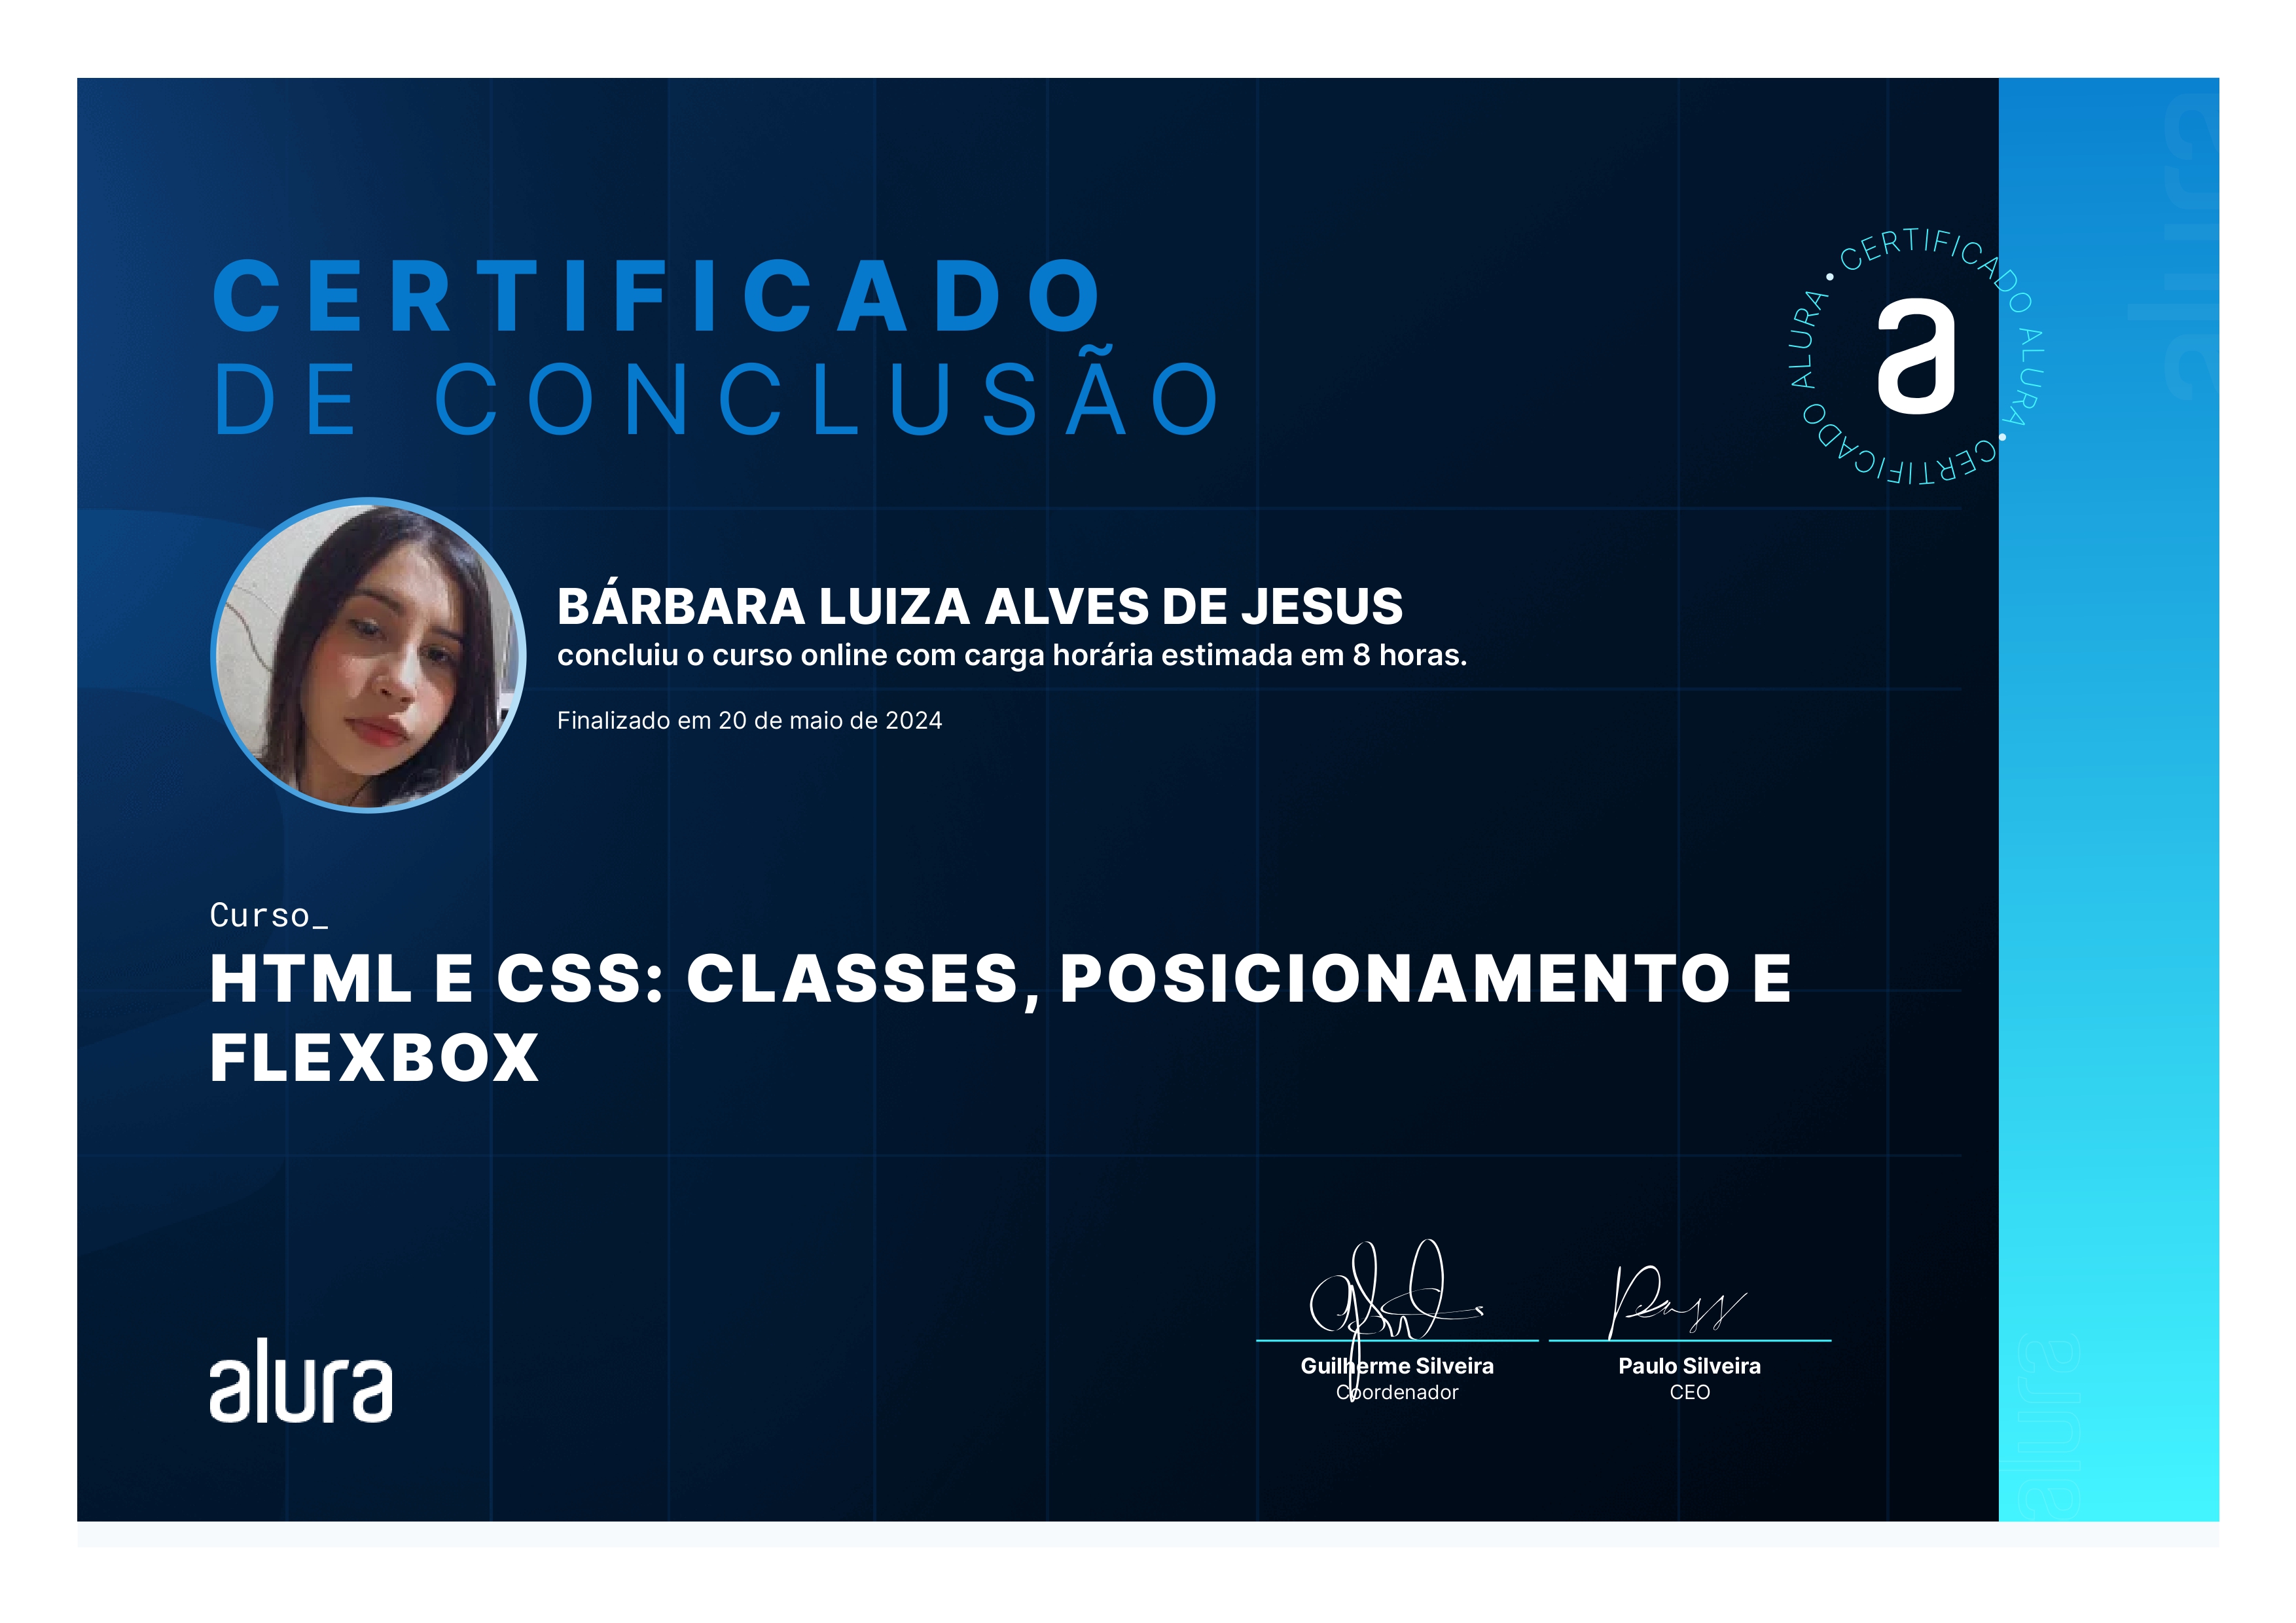 CERTIFICADO
DE CONCLUSÃO
CERTIFICADO ALURA • CERTIFICADO ALURA •
a
BÁRBARA LUIZA ALVES DE JESUS
concluiu o curso online com carga horária estimada em 8 horas.
Finalizado em 20 de maio de 2024
Curso_
HTML E CSS: CLASSES, POSICIONAMENTO E
FLEXBOX
alura
Guilherme Silveira
Coordenador
Paulo Silveira
CEO
alura
alura